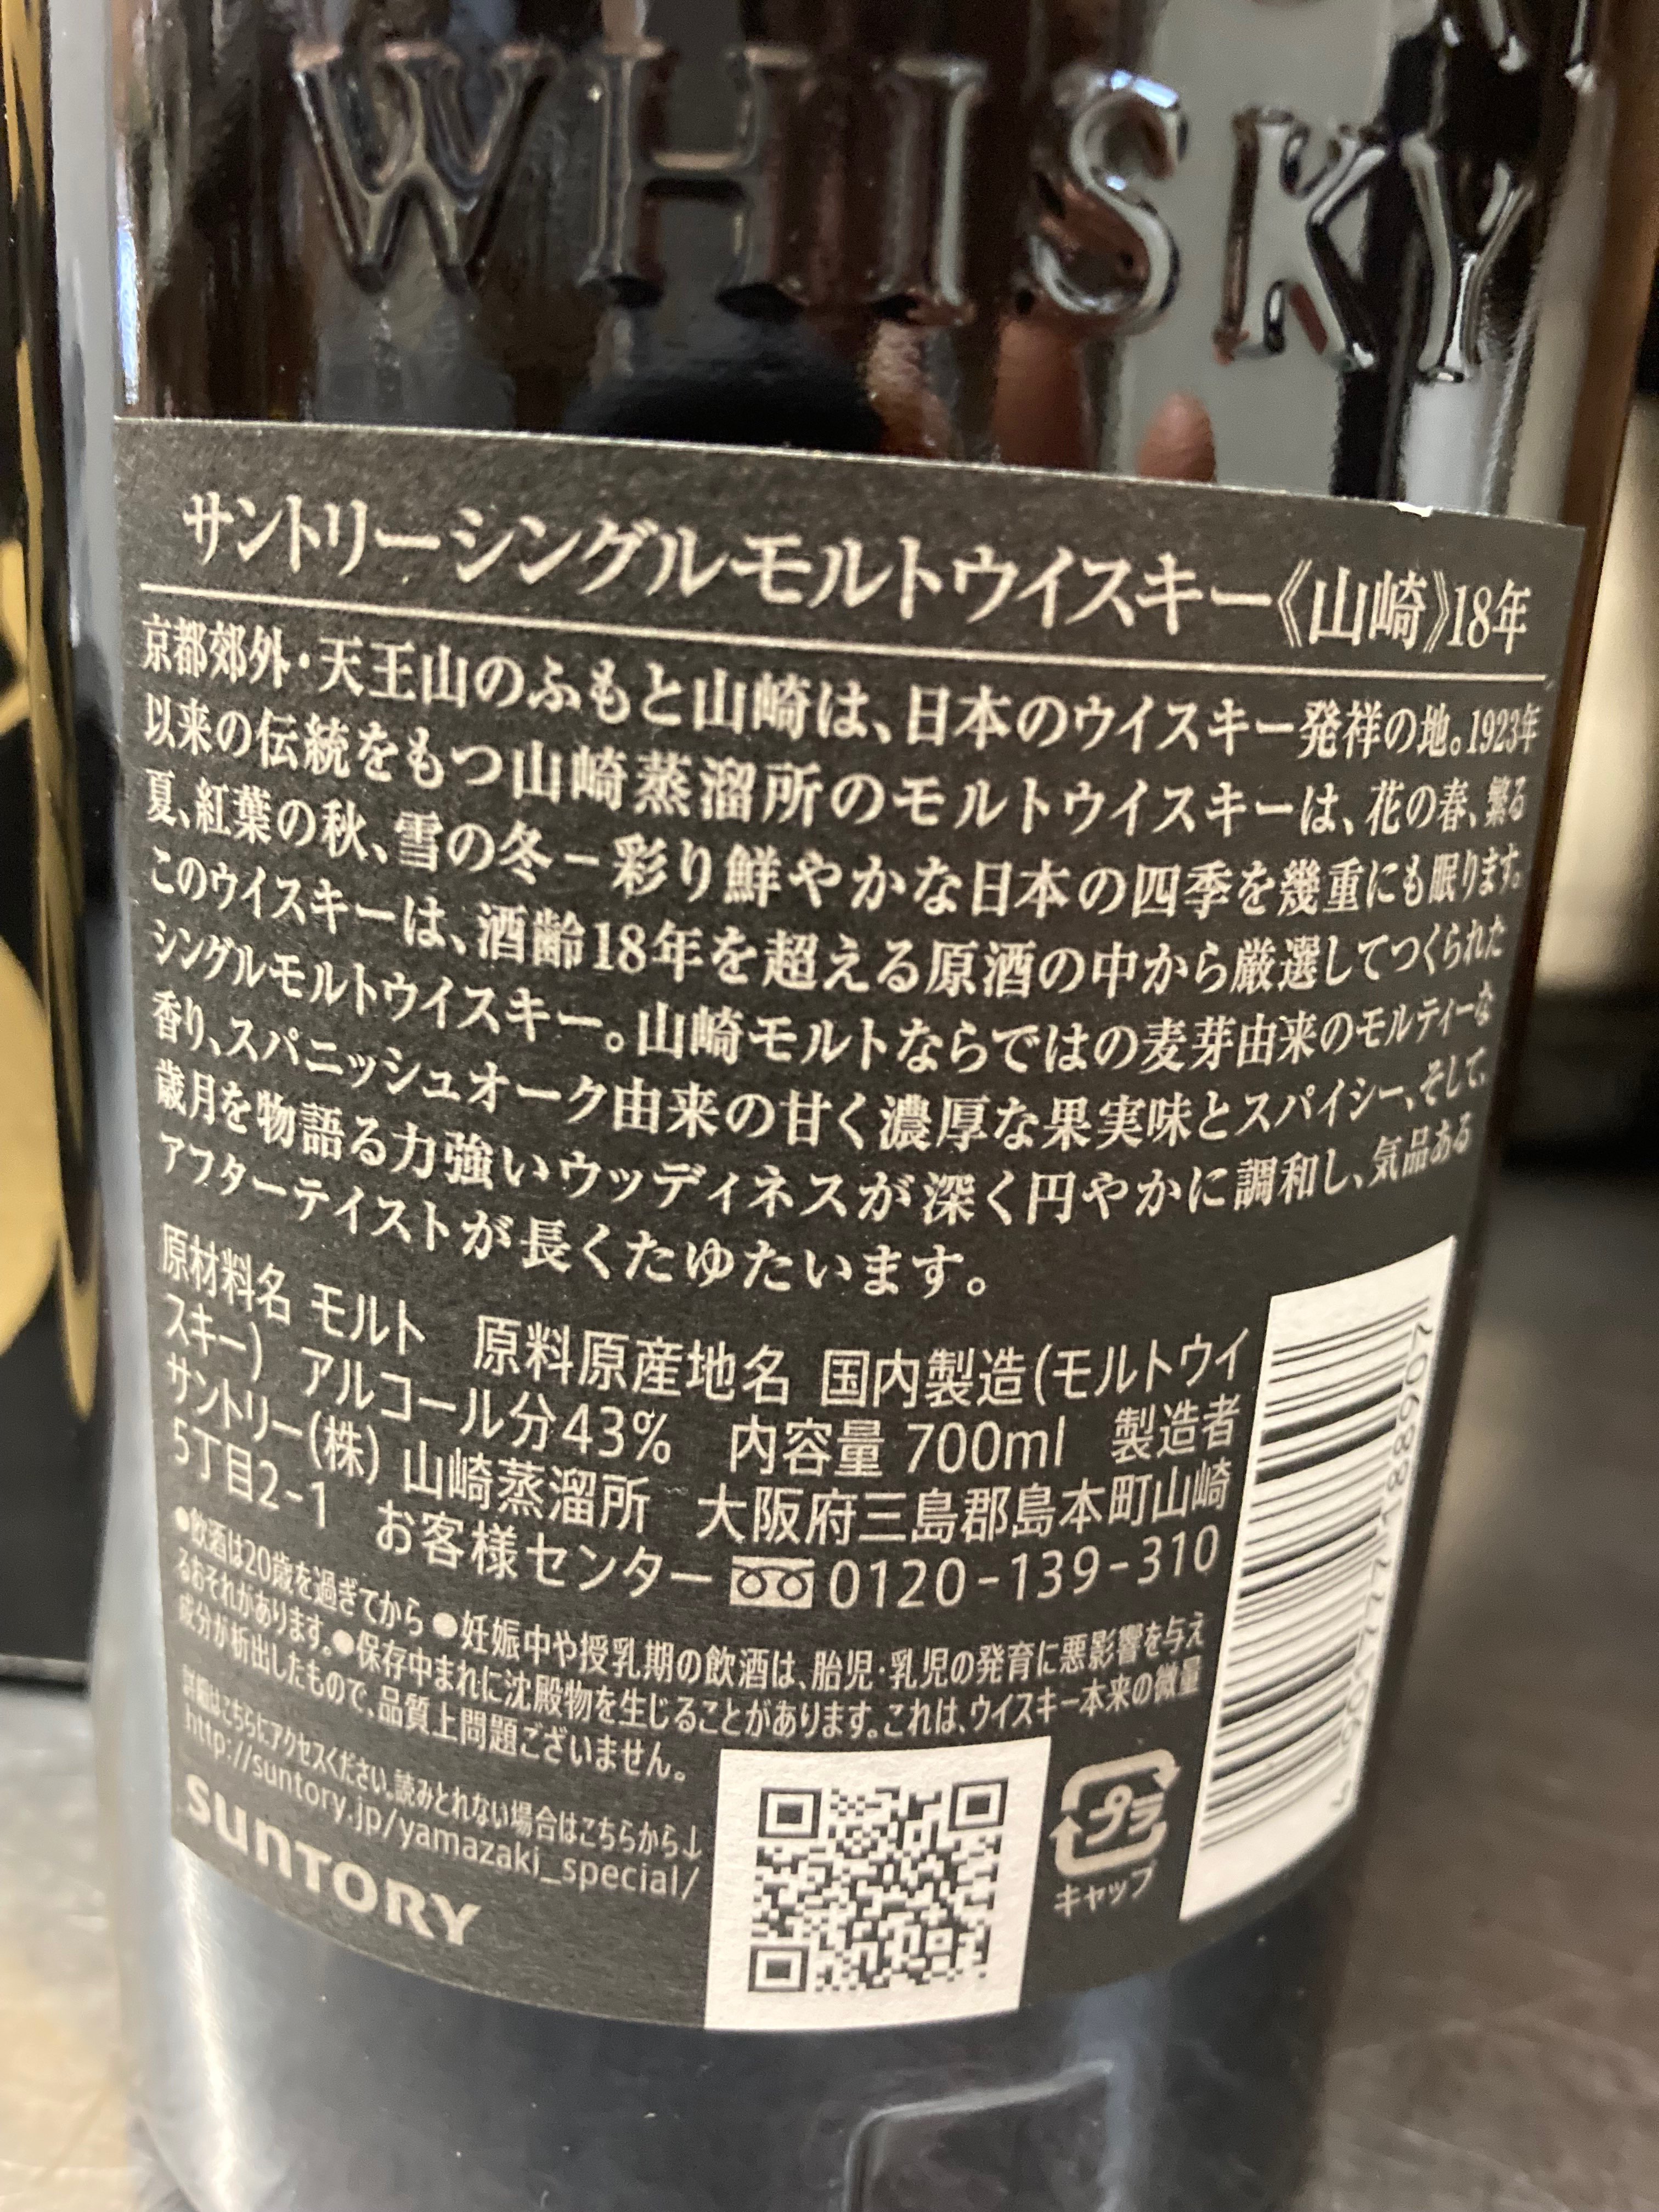 WHISKY
サントリーシングルモルトウイスキー《山崎》18年
京都郊外・天王山のふもと山崎は、日本のウイスキー発祥の地。1923年
以来の伝統をもつ山崎蒸溜所のモルトウイスキーは、花の春、繁る
夏、紅葉の秋、雪の冬－彩り鮮やかな日本の四季を幾重にも眠ります。
このウイスキーは、酒齢18年を超える原酒の中から厳選してつくられた
シングルモルトウイスキー。山崎モルトならではの麦芽由来のモルティーな
香り、スパニッシュオーク由来の甘く濃厚な果実味とスパイシー、そして、
歳月を物語る力強いウッディネスが深く円やかに調和し、気品ある
アフターテイストが長くたゆたいます。
原材料名 モルト 原料原産地名 国内製造(モルトウイ
スキー) アルコール分43% 内容量 700ml 製造者
サントリー(株) 山崎蒸溜所 大阪府三島郡島本町山崎
5丁目2-1 お客様センター 0120-139-310
●飲酒は20歳を過ぎてから ●妊娠中や授乳期の飲酒は、胎児・乳児の発育に悪影響を与え
るおそれがあります。●保存中まれに沈殿物を生じることがあります。これは、ウイスキー本来の微量
成分が析出したもので、品質上問題ございません。
詳細はこちらにアクセスください。読みとれない場合はこちらから↓
http://suntory.jp/yamazaki_special/
SUNTORY
プラ
キャップ